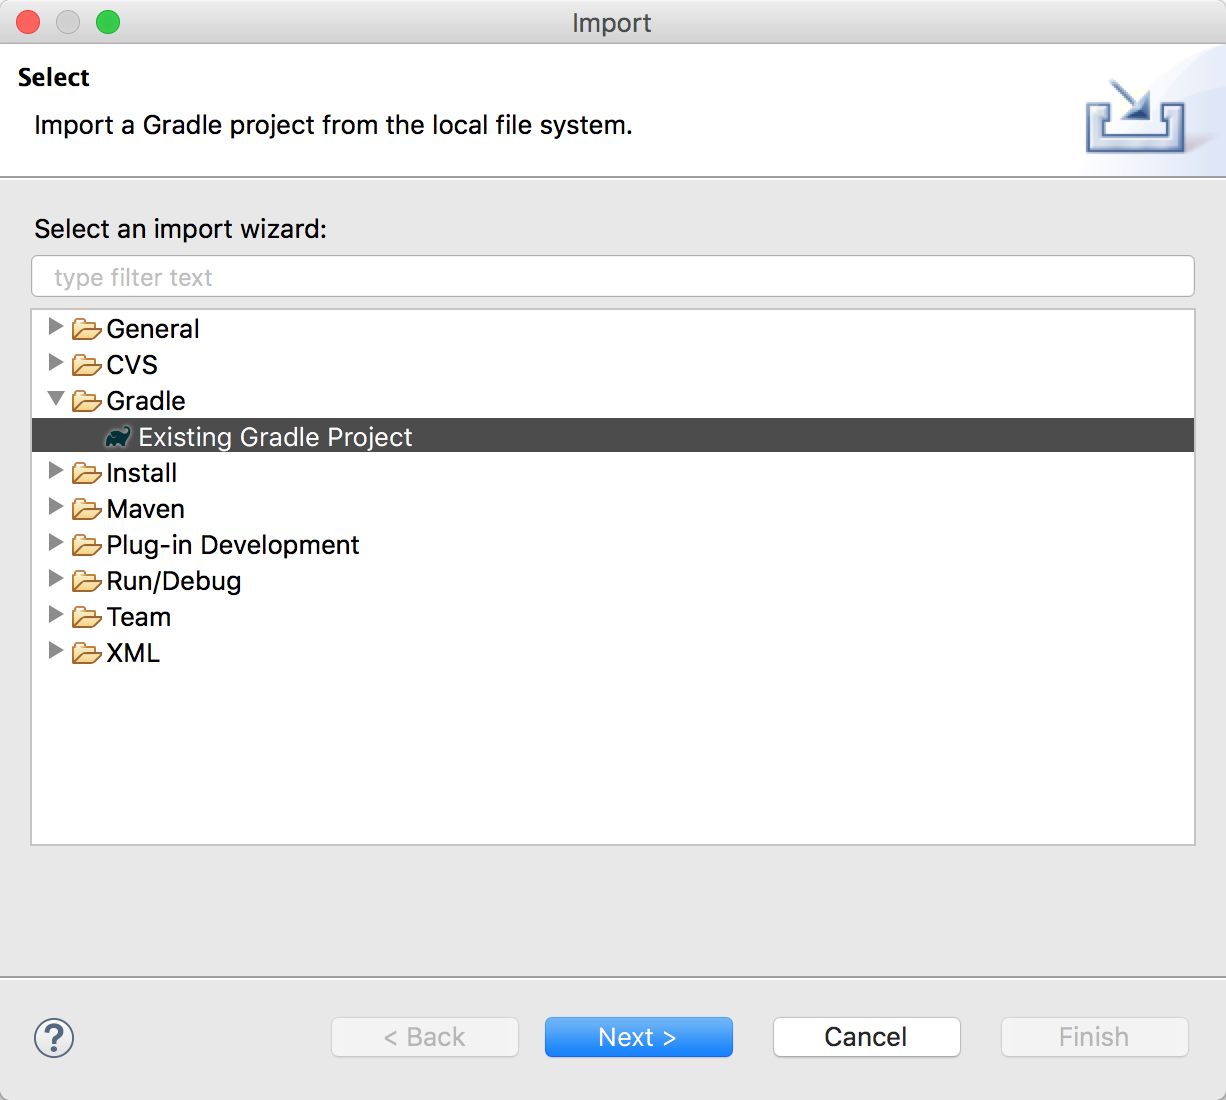 Import
Select
Import a Gradle project from the local file system.
Select an import wizard:
type filter text
General
CVS
Gradle
Existing Gradle Project
Install
Maven
Plug-in Development
Run/Debug
Team
XML
?
< Back
Next >
Cancel
Finish